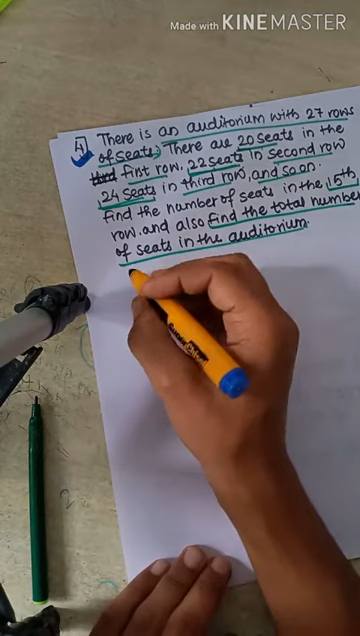 Made with KINEMASTER
4) There is an auditorium with 27 rows
of seats. There are 20 seats in the
first row, 22 seats in second row
24 seats in third row, and so on.
find the number of seats in the 15th
row, and also find the total number
of seats in the auditorium.